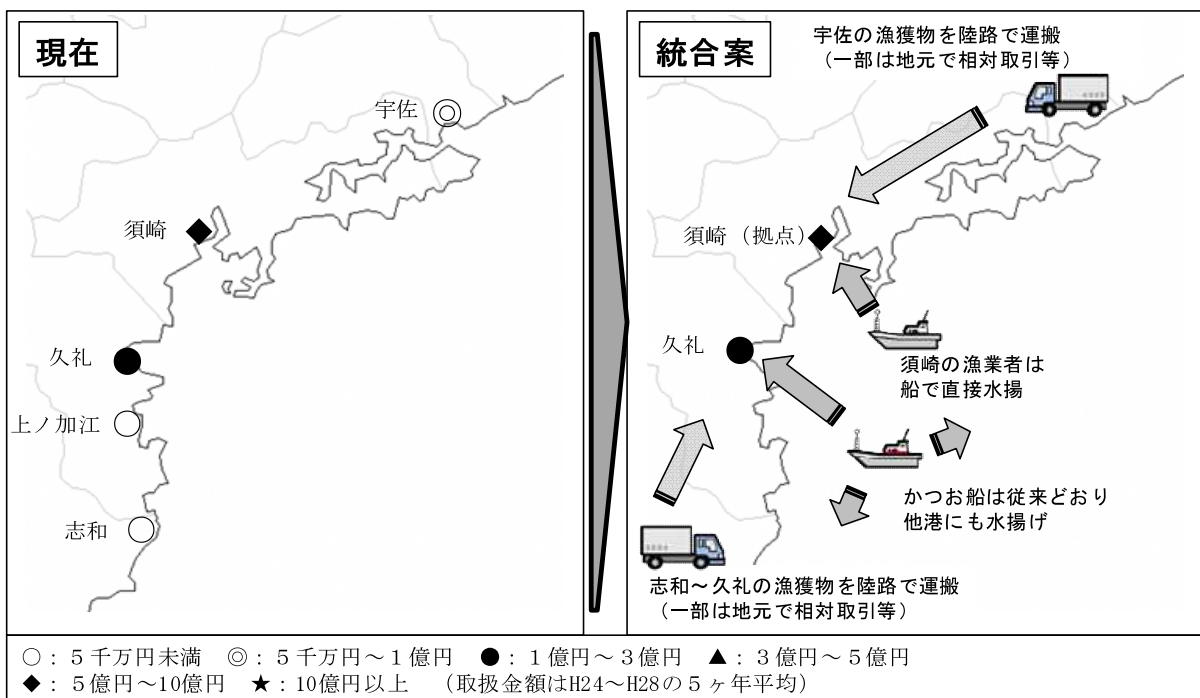 現在
宇佐
須崎
久礼
上ノ加江
志和
統合案
宇佐の漁獲物を陸路で運搬
（一部は地元で相対取引等）
須崎（拠点）
久礼
須崎の漁業者は
船で直接水揚
かつお船は従来どおり
他港にも水揚げ
志和～久礼の漁獲物を陸路で運搬
（一部は地元で相対取引等）
○：５千万円未満　◎：５千万円～１億円　●：１億円～３億円　▲：３億円～５億円
◆：５億円～10億円　★：10億円以上　（取扱金額はH24～H28の５ヶ年平均）